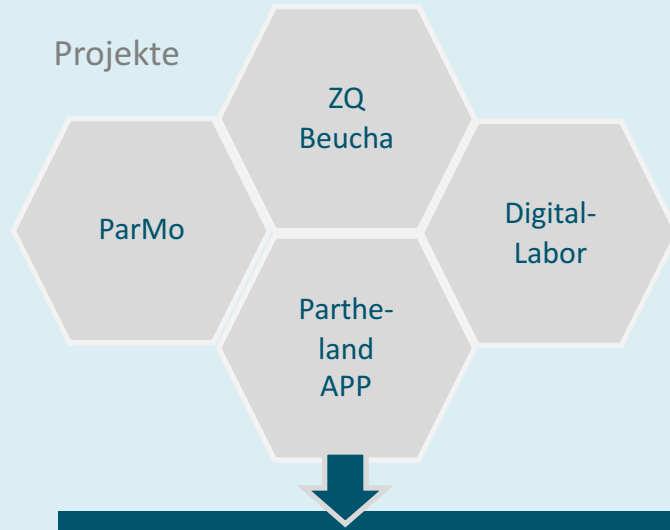 Projekte
ZQ
Beucha
ParMo
Digital-
Labor
Parthe-
land
APP